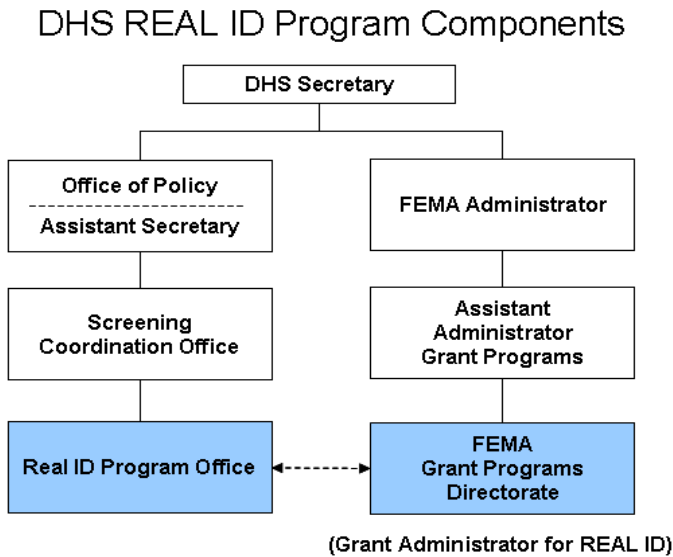 DHS REAL ID Program Components
DHS Secretary
Office of Policy
Assistant Secretary
FEMA Administrator
Screening
Coordination Office
Assistant
Administrator
Grant Programs
Real ID Program Office
FEMA
Grant Programs
Directorate
(Grant Administrator for REAL ID)